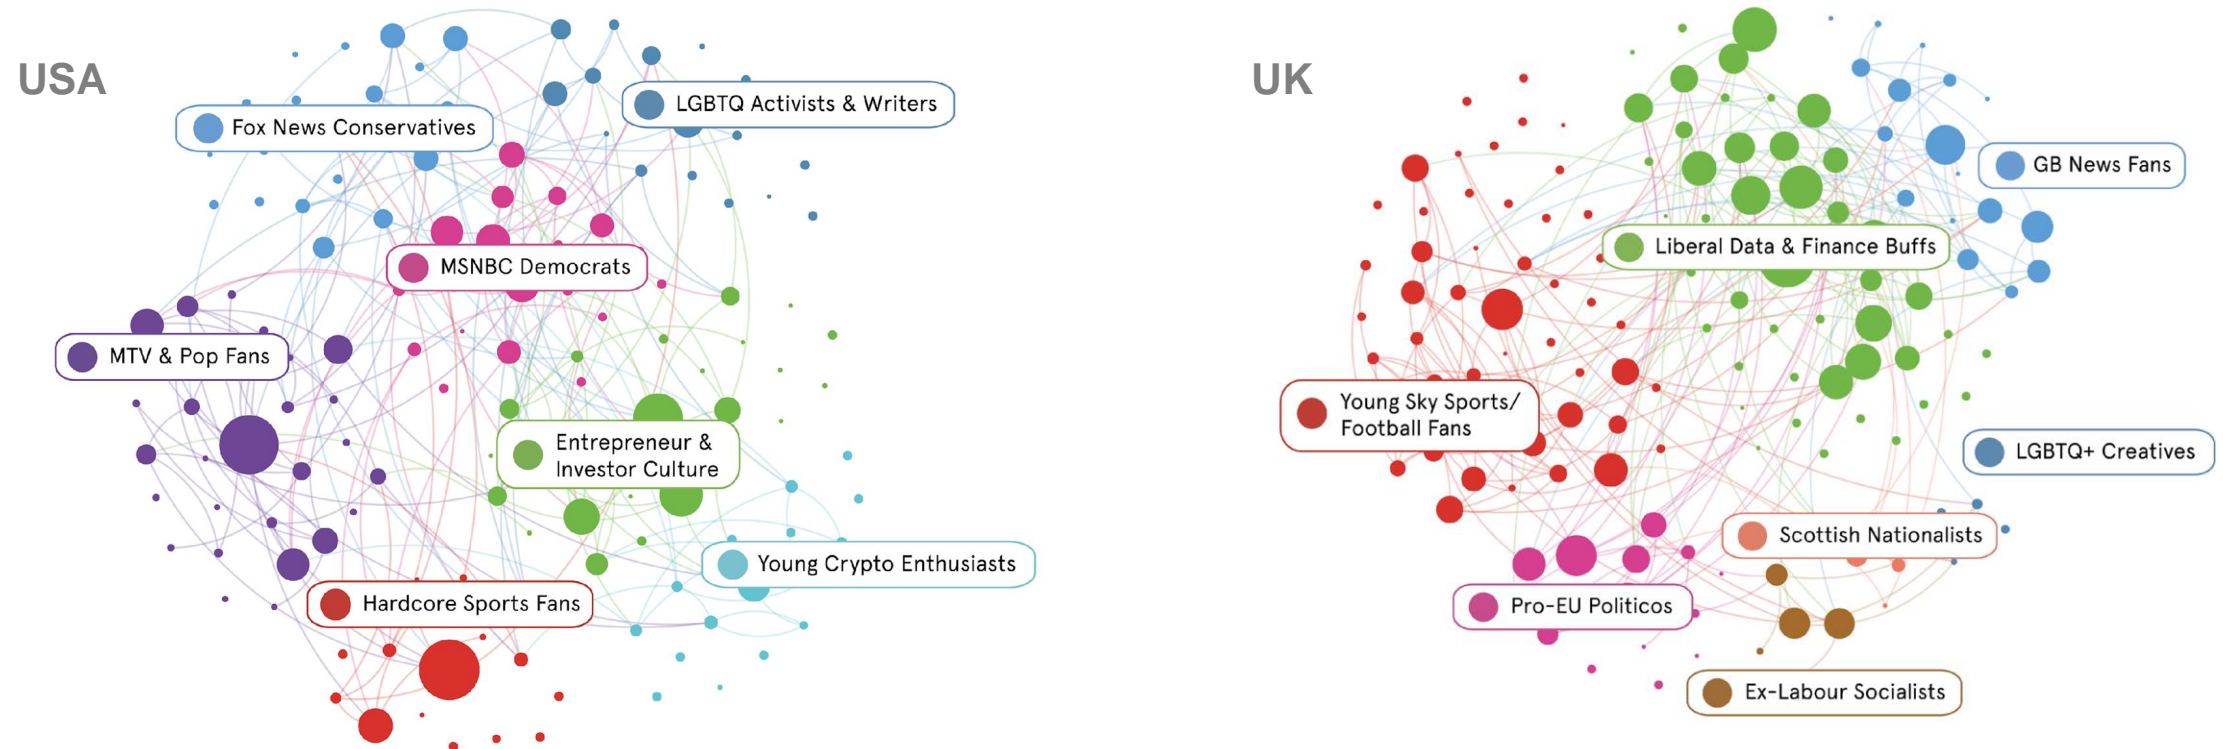 USA
LGBTQ Activists & Writers
Fox News Conservatives
MSNBC Democrats
MTV & Pop Fans
Entrepreneur &
Investor Culture
Young Crypto Enthusiasts
Hardcore Sports Fans
UK
GB News Fans
Liberal Data & Finance Buffs
Young Sky Sports/
Football Fans
LGBTQ+ Creatives
Scottish Nationalists
Pro-EU Politicos
Ex-Labour Socialists